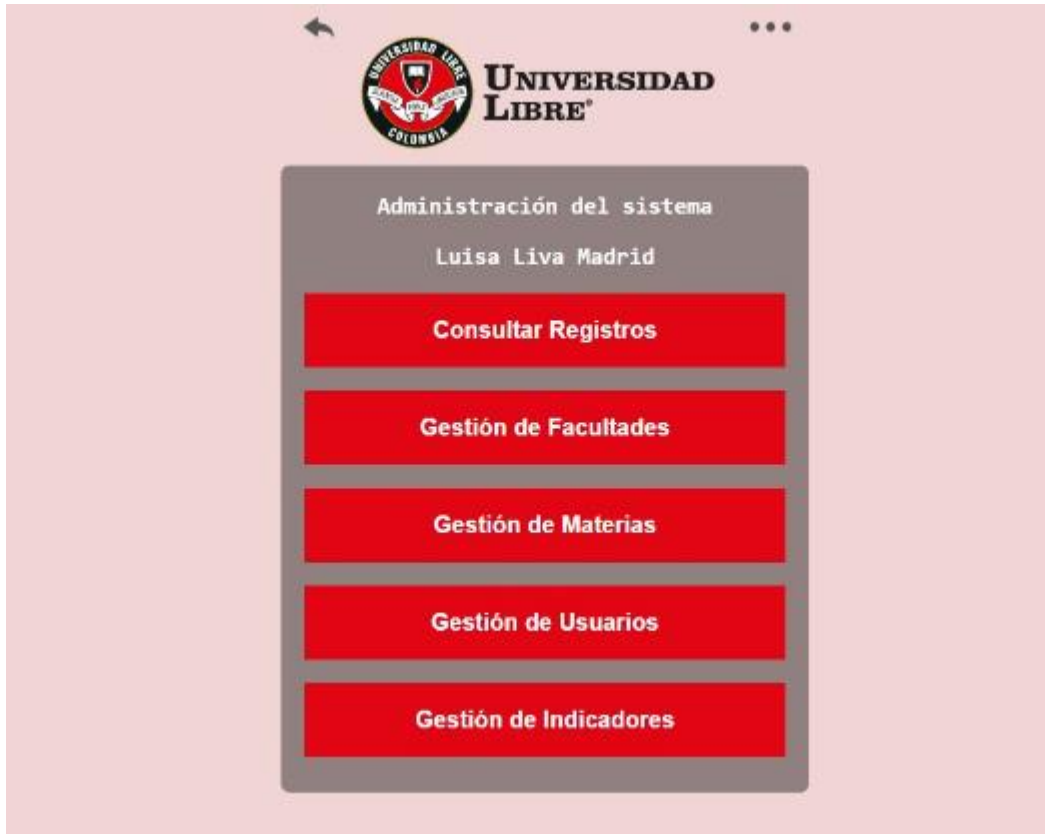 UNIVERSIDAD LIBRE
COLOMBIA
UNIVERSIDAD
LIBRE®
Administración del sistema
Luisa Liva Madrid
Consultar Registros
Gestión de Facultades
Gestión de Materias
Gestión de Usuarios
Gestión de Indicadores